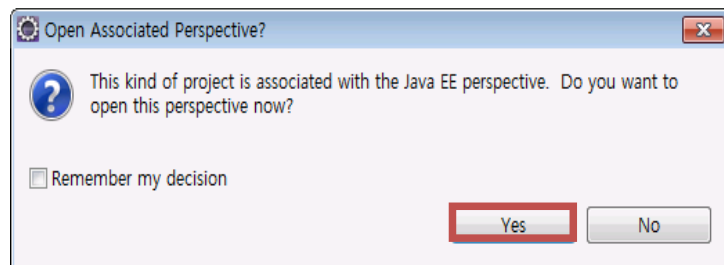 Open Associated Perspective?
This kind of project is associated with the Java EE perspective. Do you want to
open this perspective now?
Remember my decision
Yes
No